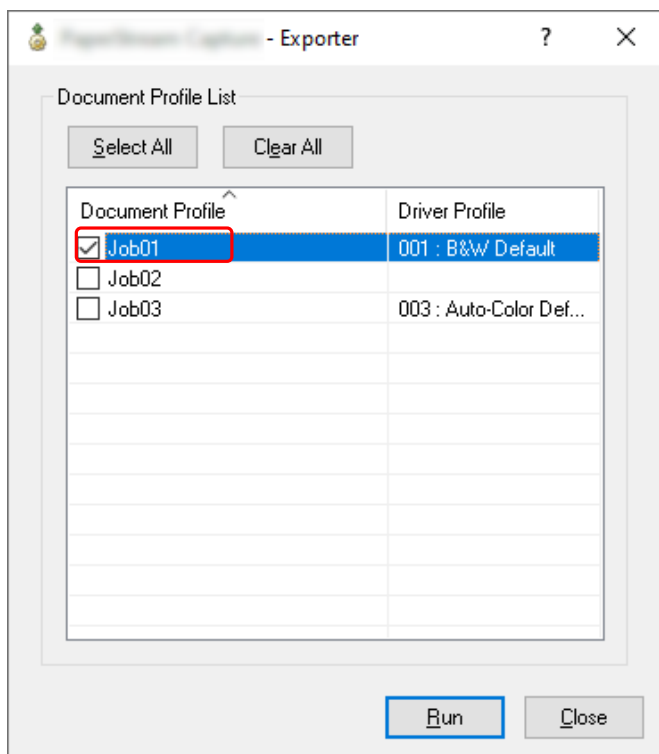 - Exporter ?
Document Profile List
Select All Clear All
Document Profile Driver Profile
Job01 001 : B&W Default
Job02
Job03 003 : Auto-Color Def...
Run Close